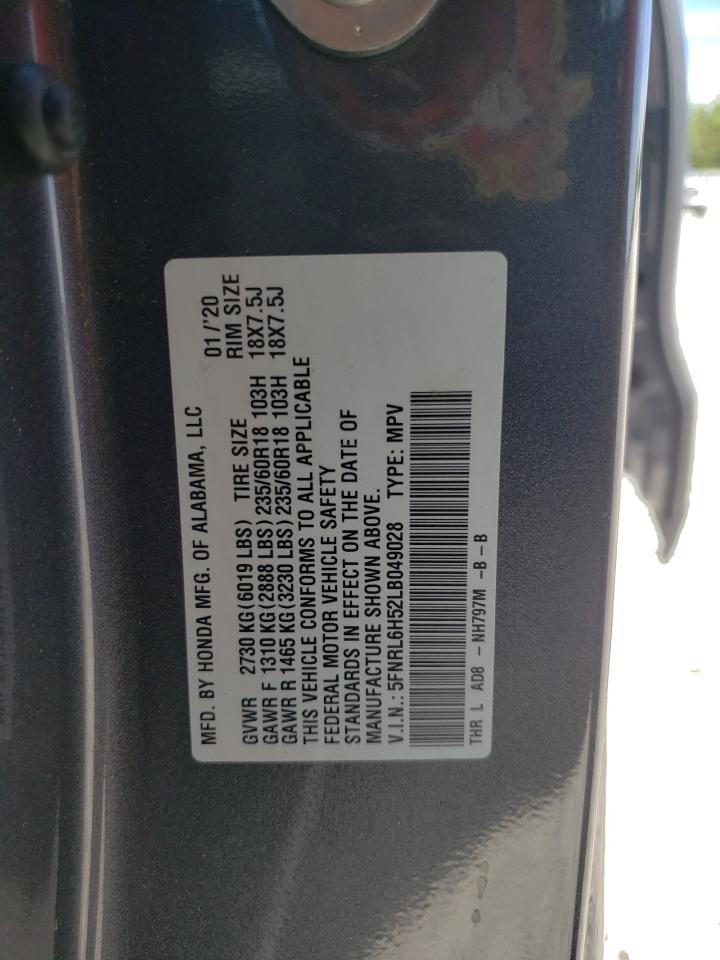 MFD. BY HONDA MFG. OF ALABAMA, LLC 01/'20
GVWR 2730 KG(6019 LBS) TIRE SIZE RIM SIZE
GAWR F 1310 KG(2888 LBS) 235/60R18 103H 18X7.5J
GAWR R 1465 KG(3230 LBS) 235/60R18 103H 18X7.5J
THIS VEHICLE CONFORMS TO ALL APPLICABLE
FEDERAL MOTOR VEHICLE SAFETY
STANDARDS IN EFFECT ON THE DATE OF
MANUFACTURE SHOWN ABOVE.
V.I.N.: 5FNRL6H52LB049028 TYPE: MPV
THR L AD8 - NH797M -B-B